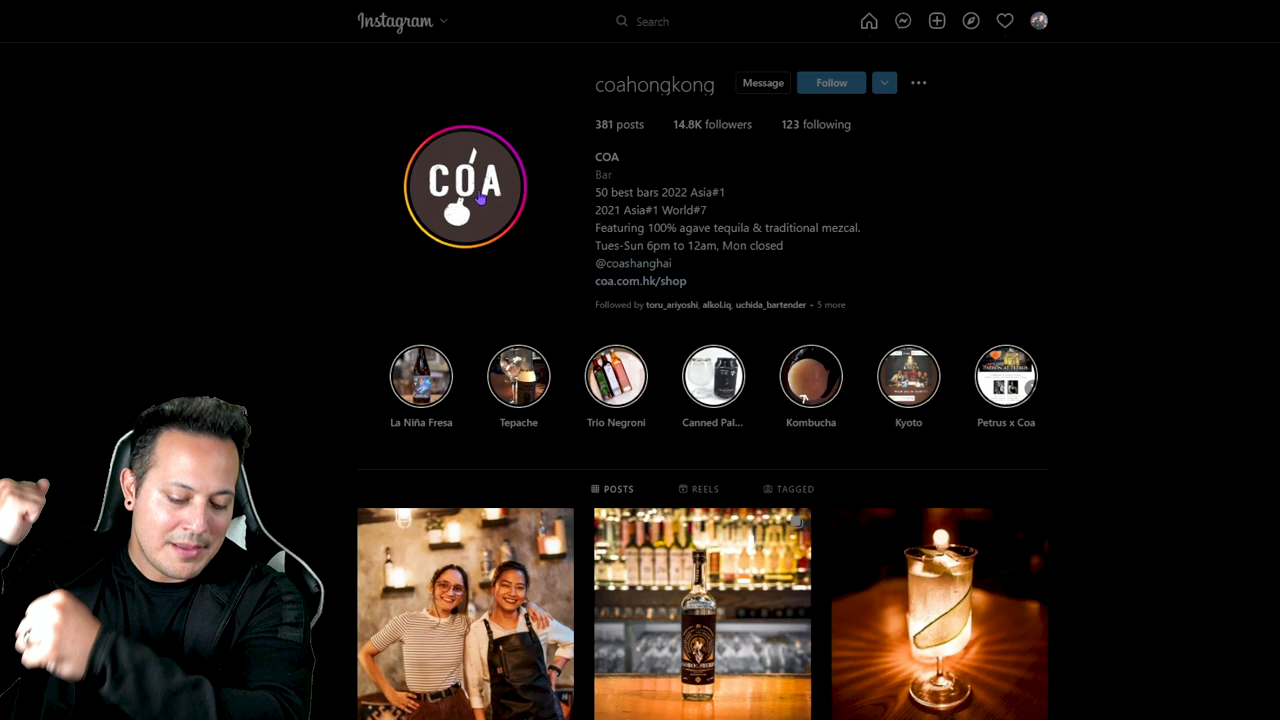 Instagram
Search
coahongkong
Message
Follow
381 posts
14.8K followers
123 following
COA
Bar
50 best bars 2022 Asia#1
2021 Asia#1 World#7
Featuring 100% agave tequila & traditional mezcal.
Tues-Sun 6pm to 12am, Mon closed
@coashanghai
coa.com.hk/shop
Followed by toru_ariyoshi, alkol.iq, uchida_bartender + 5 more
COA
La Niña Fresa
Tepache
Trio Negroni
Canned Pal...
Kombucha
Kyoto
Petrus x Coa
POSTS
REELS
TAGGED